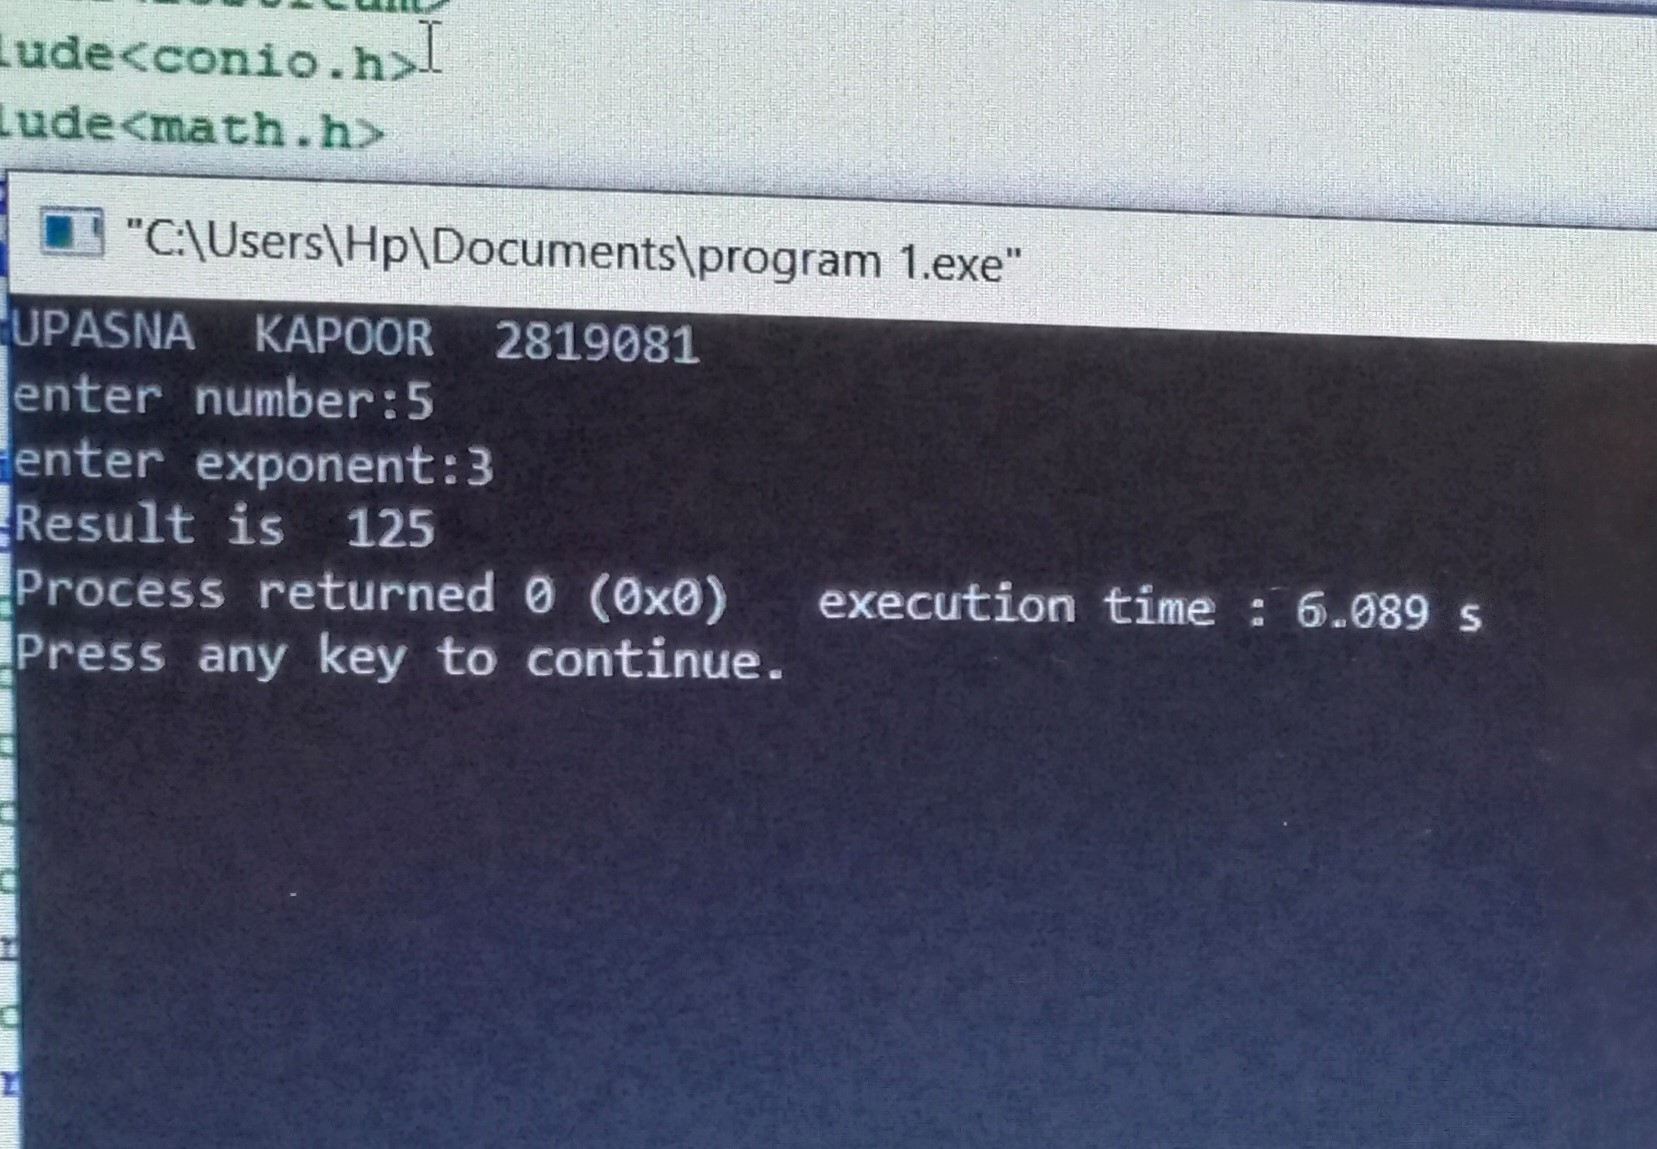 lude<conio.h>
lude<math.h>
"C:\Users\Hp\Documents\program 1.exe"
UPASNA  KAPOOR  2819081
enter number:5
enter exponent:3
Result is  125
Process returned 0 (0x0)   execution time : 6.089 s
Press any key to continue.